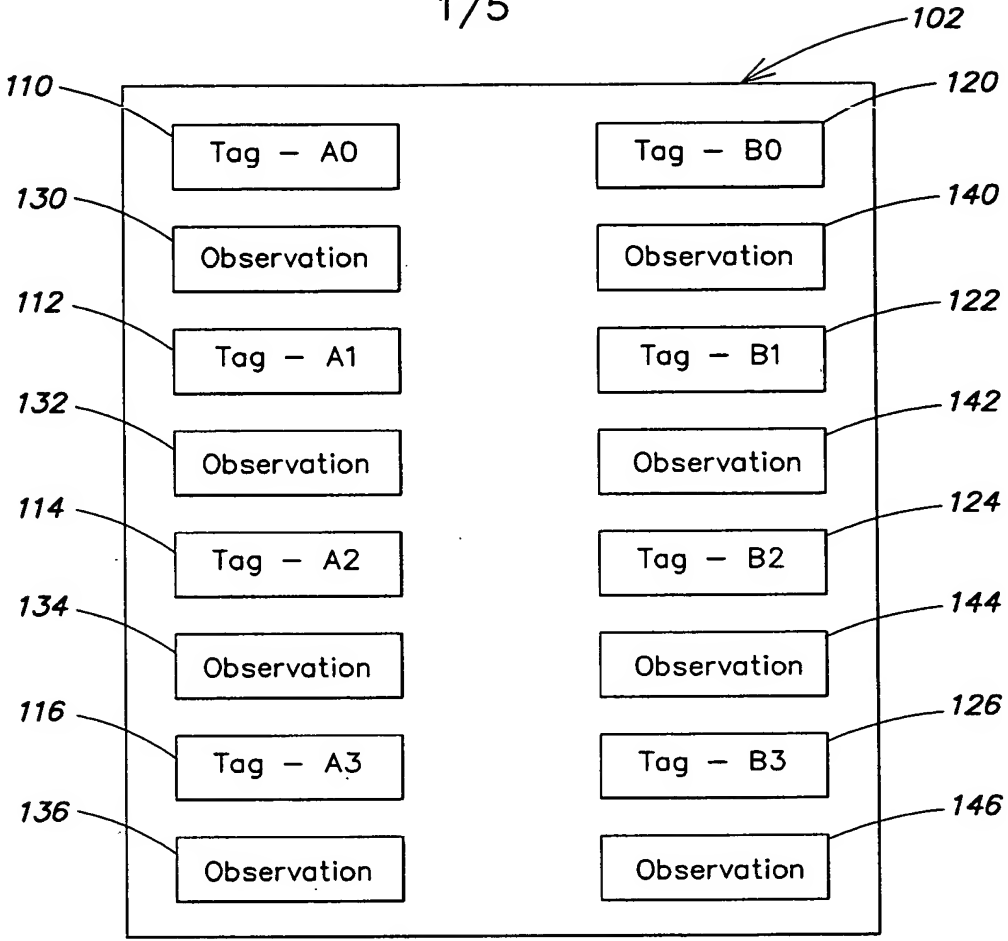 1/5
102
110 Tag – A0 Tag – B0 120
130 Observation Observation 140
112 Tag – A1 Tag – B1 122
132 Observation Observation 142
114 Tag – A2 Tag – B2 124
134 Observation Observation 144
116 Tag – A3 Tag – B3 126
136 Observation Observation 146